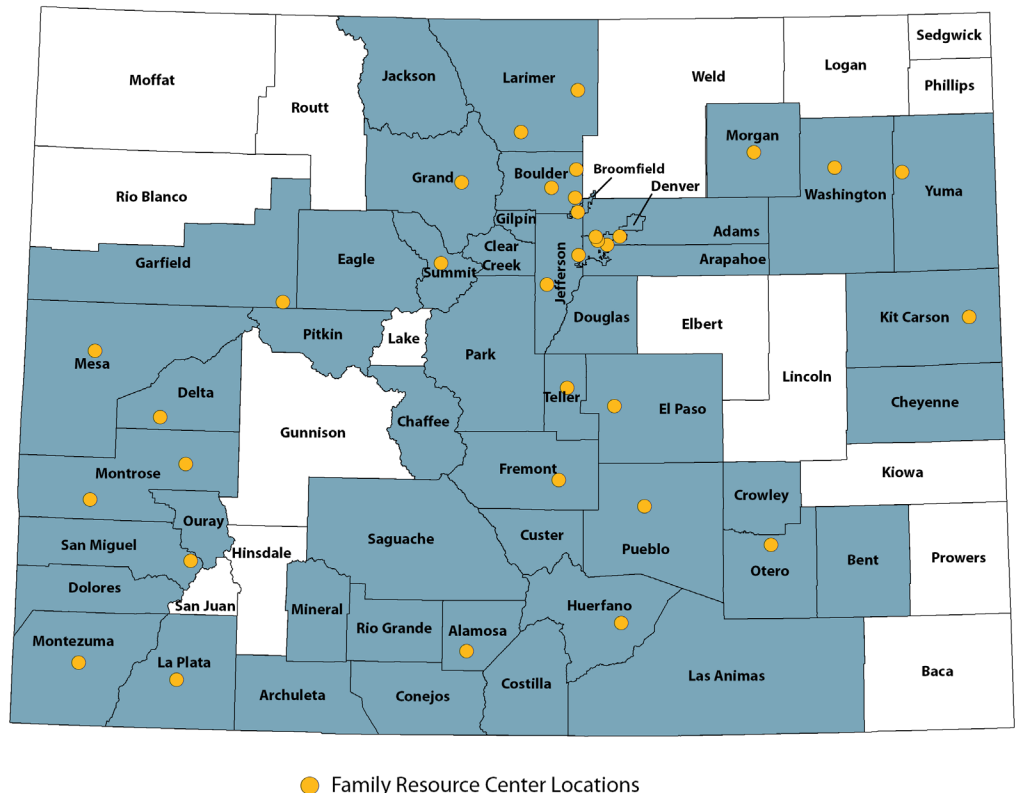 Sedgwick
Logan
Jackson
Larimer
Weld
Moffat
Phillips
Routt
Morgan
Broomfield
Boulder
Grand
Denver
Yuma
Washington
Rio Blanco
Gilpin
Adams
Clear
Creek
Eagle
Arapahoe
Garfield
Summit
Jefferson
Douglas
Kit Carson
Elbert
Pitkin
Lake
Park
Mesa
Lincoln
Delta
Teller
Cheyenne
El Paso
Chaffee
Gunnison
Fremont
Kiowa
Montrose
Crowley
Ouray
Custer
Saguache
San Miguel
Pueblo
Hinsdale
Prowers
Bent
Otero
Dolores
San Juan
Huerfano
Mineral
Rio Grande
Alamosa
Montezuma
La Plata
Baca
Las Animas
Costilla
Archuleta
Conejos
Family Resource Center Locations